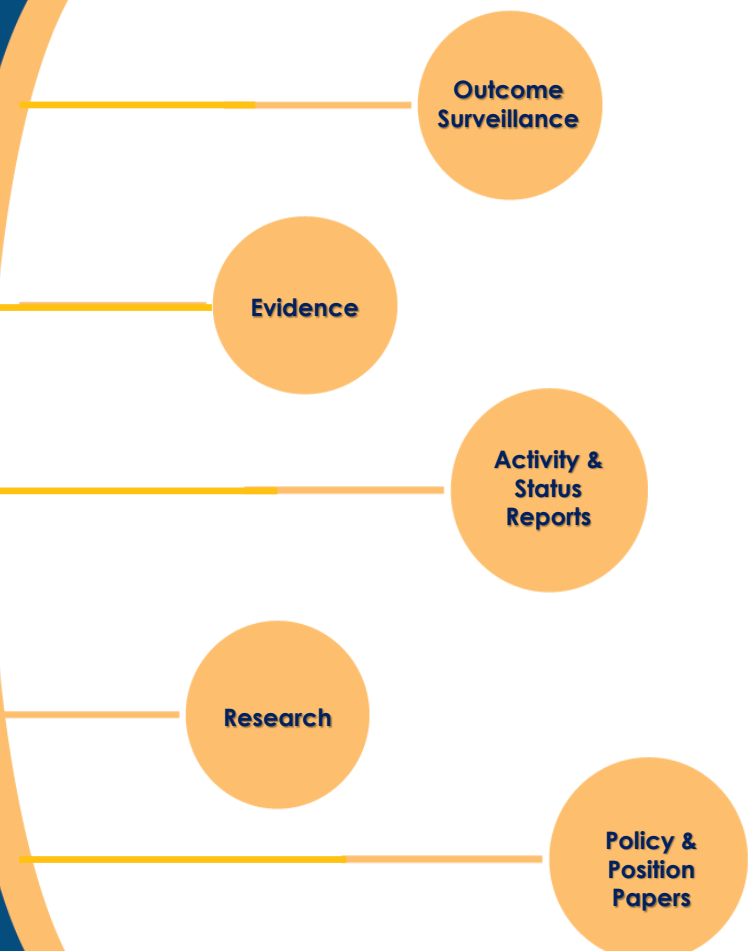 Outcome
Surveillance
Evidence
Activity &
Status
Reports
Research
Policy &
Position
Papers